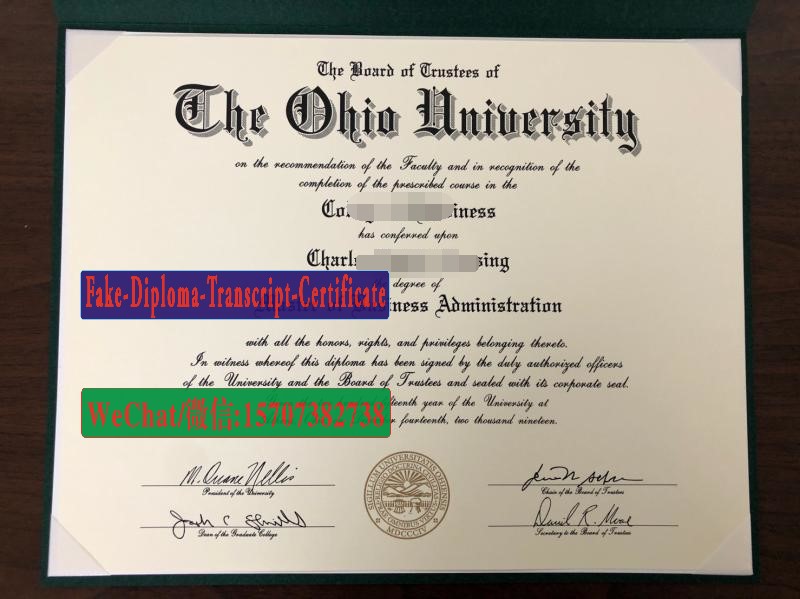 The Board of Trustees of
The Ohio University
on the recommendation of the Faculty and in recognition of the
completion of the prescribed course in the
has conferred upon
degree of
Fake-Diploma-Transcript-Certificate
Business Administration
with all the honors, rights, and privileges belonging thereto.
In witness whereof this diploma has been signed by the duly authorized officers
of the University and the Board of Trustees and sealed with its corporate seal.
year of the University at
WeChat/微信:15707382738
fourteenth, two thousand nineteen.
M. Duane Nellis
President of the University
Chair of the Board of Trustees
Dean of the Graduate College
Secretary to the Board of Trustees
MDCCCIV